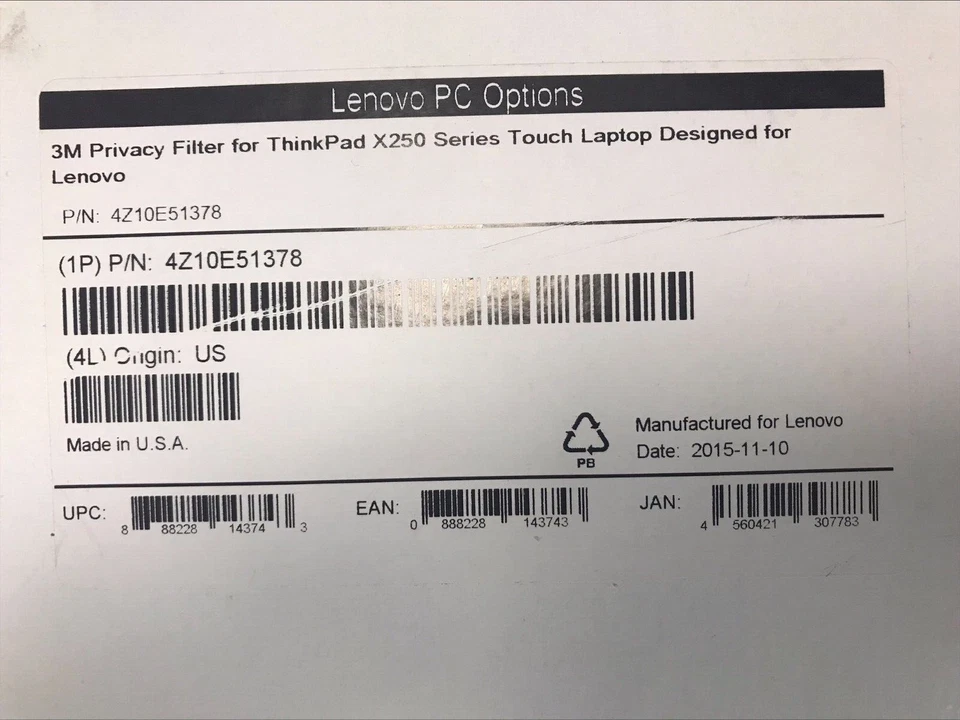 Lenovo PC Options
3M Privacy Filter for ThinkPad X250 Series Touch Laptop Designed for
Lenovo
P/N: 4Z10E51378
(1P) P/N: 4Z10E51378
(4L) Origin: US
Made in U.S.A.
PB
Manufactured for Lenovo
Date: 2015-11-10
UPC: 8 88228 14374 3
EAN: 0 888228 143743
JAN: 4 560421 307783